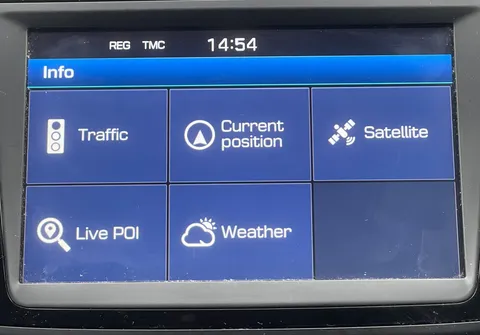 REG TMC 14:54
Info
Traffic
Current
position
Satellite
Live POI
Weather